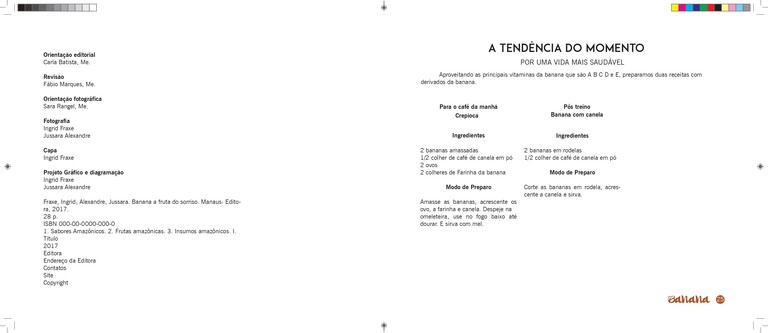 Orientação editorial
Carla Batista, Me.
Revisão
Fábio Marques, Me.
Orientação fotográfica
Sara Rangel, Me.
Fotografia
Ingrid Fraxe
Jussara Alexandre
Capa
Ingrid Fraxe
Projeto Gráfico e diagramação
Ingrid Fraxe
Jussara Alexandre
Fraxe, Ingrid; Alexandre, Jussara. Banana a fruta do sorriso. Manaus. Edito-
ra, 2017.
28 p.
ISBN 000-00-0000-000-0
1. Sabores Amazônicos. 2. Frutas amazônicas. 3. Insumos amazônicos. I.
Título
2017
Editora
Endereço da Editora
Contatos
Site
Copyright
A TENDÊNCIA DO MOMENTO
POR UMA VIDA MAIS SAUDÁVEL
Aproveitando as principais vitaminas da banana que são A B C D e E, preparamos duas receitas com
derivados da banana.
Para o café da manhã
Crepioca
Ingredientes
2 bananas amassadas
1/2 colher de café de canela em pó
2 ovos
2 colheres de Farinha da banana
Modo de Preparo
Amasse as bananas, acrescente os
ovo, a farinha e canela. Despeje na
omeleteira, use no fogo baixo até
dourar. E sirva com mel.
Pós treino
Banana com canela
Ingredientes
2 bananas em rodelas
1/2 colher de café de canela em pó
Modo de Preparo
Corte as bananas em rodela, acres-
cente a canela e sirva.
Banana